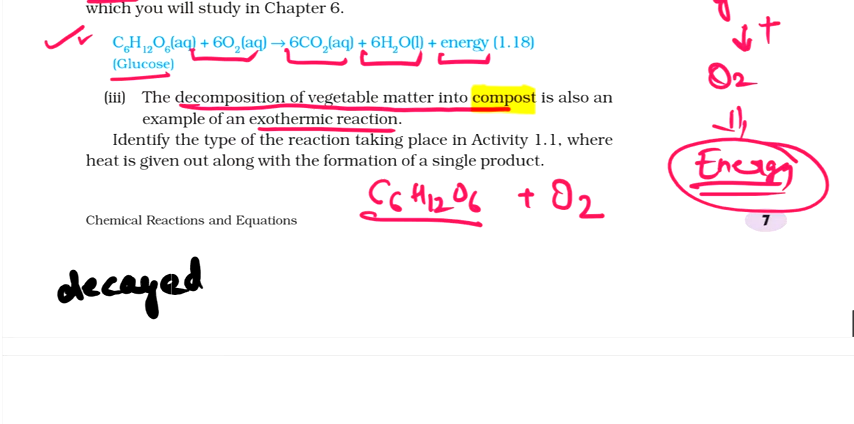 which you will study in Chapter 6.
C₆H₁₂O₆(aq) + 6O₂(aq) → 6CO₂(aq) + 6H₂O(l) + energy (1.18)
(Glucose)
+
O₂
(iii) The decomposition of vegetable matter into compost is also an
example of an exothermic reaction.
Identify the type of the reaction taking place in Activity 1.1, where
heat is given out along with the formation of a single product.
Energy
C₆H₁₂O₆ + O₂
Chemical Reactions and Equations
7
decayed